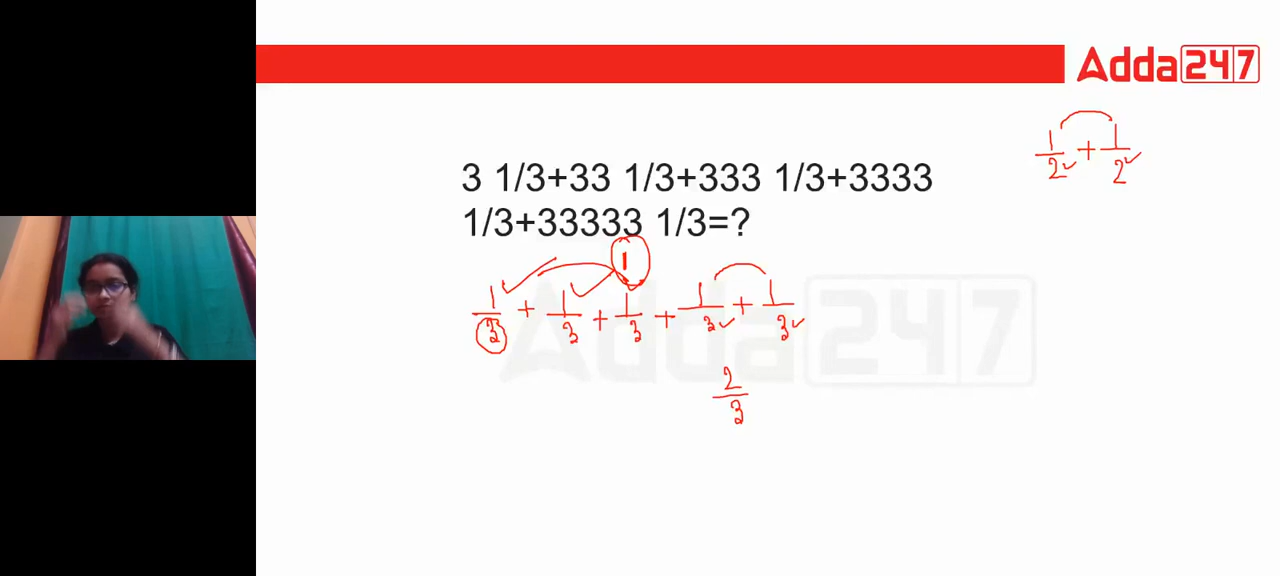 Adda247
1/2 + 1/2
3 1/3+33 1/3+333 1/3+3333
1/3+33333 1/3=?
1
1/3 + 1/3 + 1/3 + 1/3 + 1/3
2/3
Adda247